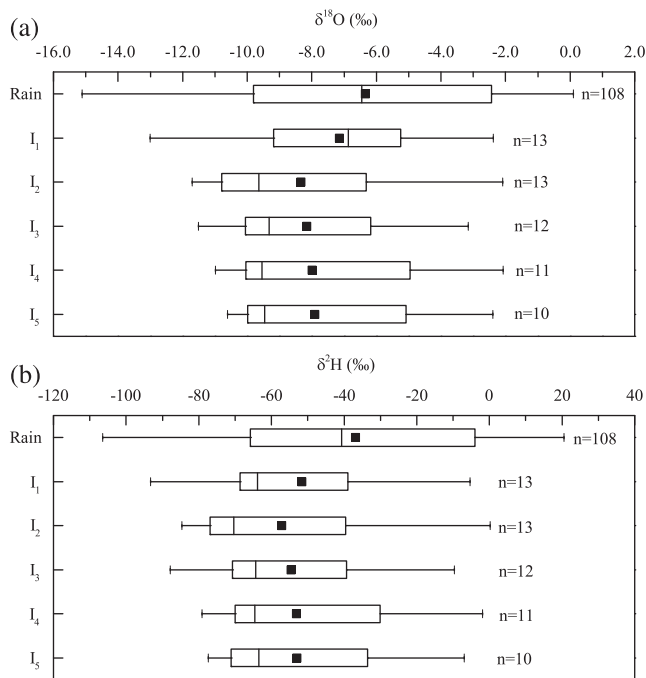 (a)
δ¹⁸O (‰)
-16.0 -14.0 -12.0 -10.0 -8.0 -6.0 -4.0 -2.0 0.0 2.0
Rain n=108
I₁ n=13
I₂ n=13
I₃ n=12
I₄ n=11
I₅ n=10
(b)
δ²H (‰)
-120 -100 -80 -60 -40 -20 0 20 40
Rain n=108
I₁ n=13
I₂ n=13
I₃ n=12
I₄ n=11
I₅ n=10